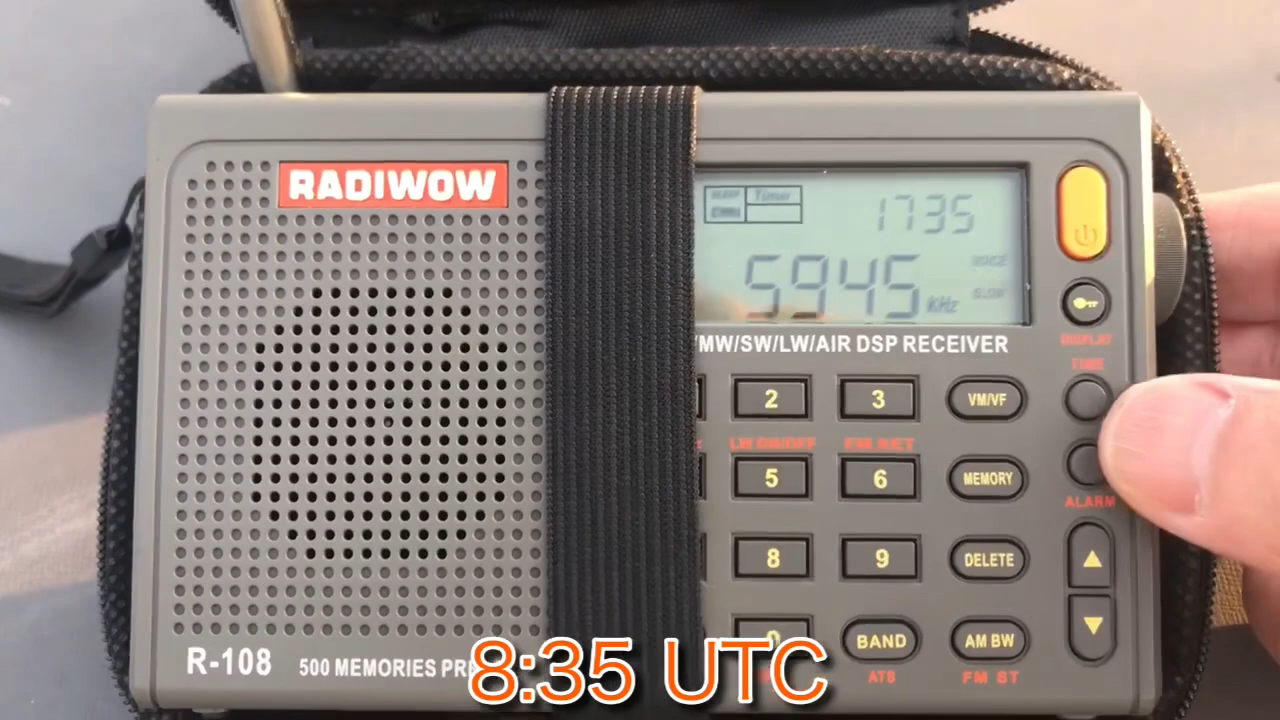 RADIWOW
Timer
1735
5945 kHz
VOICE
SLOW
/MW/SW/LW/AIR DSP RECEIVER
DISPLAY
TIME
2
3
VM/VF
LW ON/OFF
FM SET
5
6
MEMORY
ALARM
8
9
DELETE
0
BAND
AM BW
R-108
500 MEMORIES PRE
ATS
FM ST
8:35 UTC